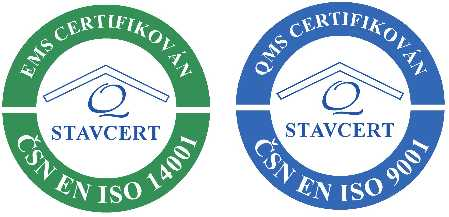 EMS CERTIFIKOVÁN
Q
STAVCERT
ČSN EN ISO 14001
QMS CERTIFIKOVÁN
Q
STAVCERT
ČSN EN ISO 9001